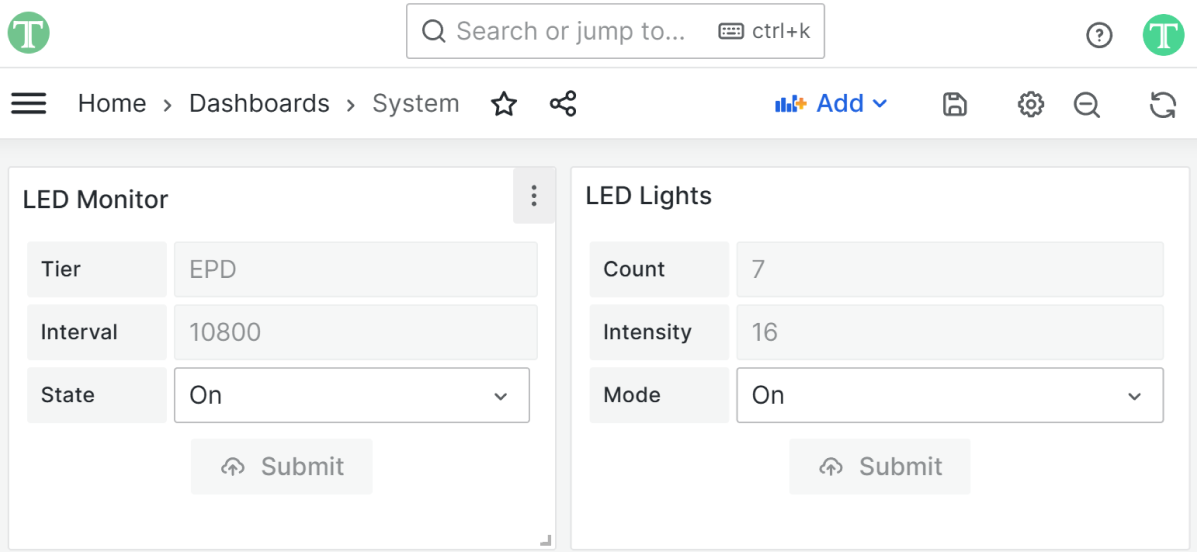 T
Search or jump to... ctrl+k
?
T
Home › Dashboards › System
Add
LED Monitor
Tier EPD
Interval 10800
State On
Submit
LED Lights
Count 7
Intensity 16
Mode On
Submit